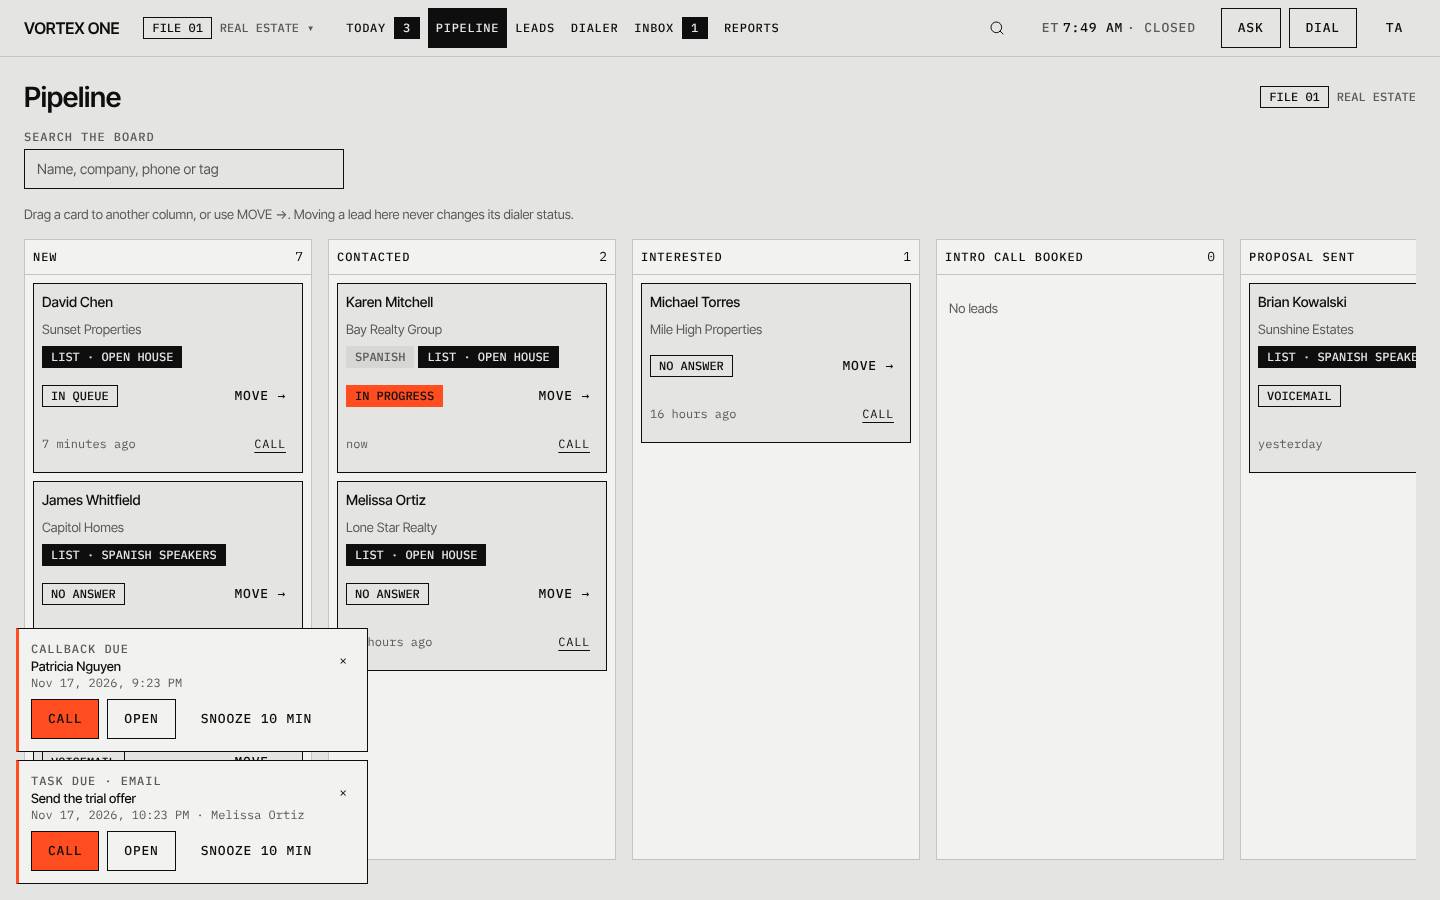 VORTEX ONE FILE 01 REAL ESTATE ▾ TODAY 3 PIPELINE LEADS DIALER INBOX 1 REPORTS ET 7:49 AM · CLOSED ASK DIAL TA
Pipeline FILE 01 REAL ESTATE
SEARCH THE BOARD
Name, company, phone or tag
Drag a card to another column, or use MOVE →. Moving a lead here never changes its dialer status.
NEW 7
David Chen
Sunset Properties
LIST · OPEN HOUSE
IN QUEUE MOVE →
7 minutes ago CALL
James Whitfield
Capitol Homes
LIST · SPANISH SPEAKERS
NO ANSWER MOVE →
CONTACTED 2
Karen Mitchell
Bay Realty Group
SPANISH LIST · OPEN HOUSE
IN PROGRESS MOVE →
now CALL
Melissa Ortiz
Lone Star Realty
LIST · OPEN HOUSE
NO ANSWER MOVE →
hours ago CALL
INTERESTED 1
Michael Torres
Mile High Properties
NO ANSWER MOVE →
16 hours ago CALL
INTRO CALL BOOKED 0
No leads
PROPOSAL SENT
Brian Kowalski
Sunshine Estates
LIST · SPANISH SPEAKE
VOICEMAIL
yesterday
CALLBACK DUE
Patricia Nguyen ×
Nov 17, 2026, 9:23 PM
CALL OPEN SNOOZE 10 MIN
TASK DUE · EMAIL
Send the trial offer ×
Nov 17, 2026, 10:23 PM · Melissa Ortiz
CALL OPEN SNOOZE 10 MIN